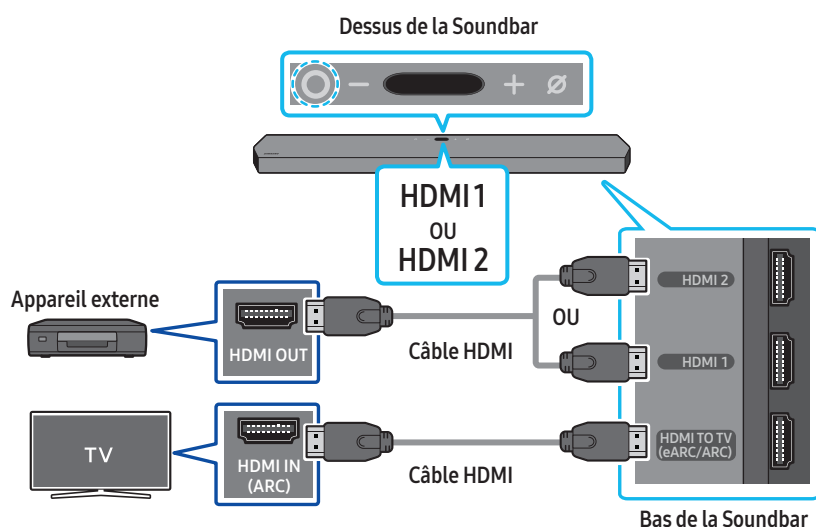 Dessus de la Soundbar
HDMI 1
OU
HDMI 2
Appareil externe
HDMI OUT
Câble HDMI
OU
HDMI 2
HDMI 1
TV
HDMI IN
(ARC)
Câble HDMI
HDMI TO TV
(eARC/ARC)
Bas de la Soundbar